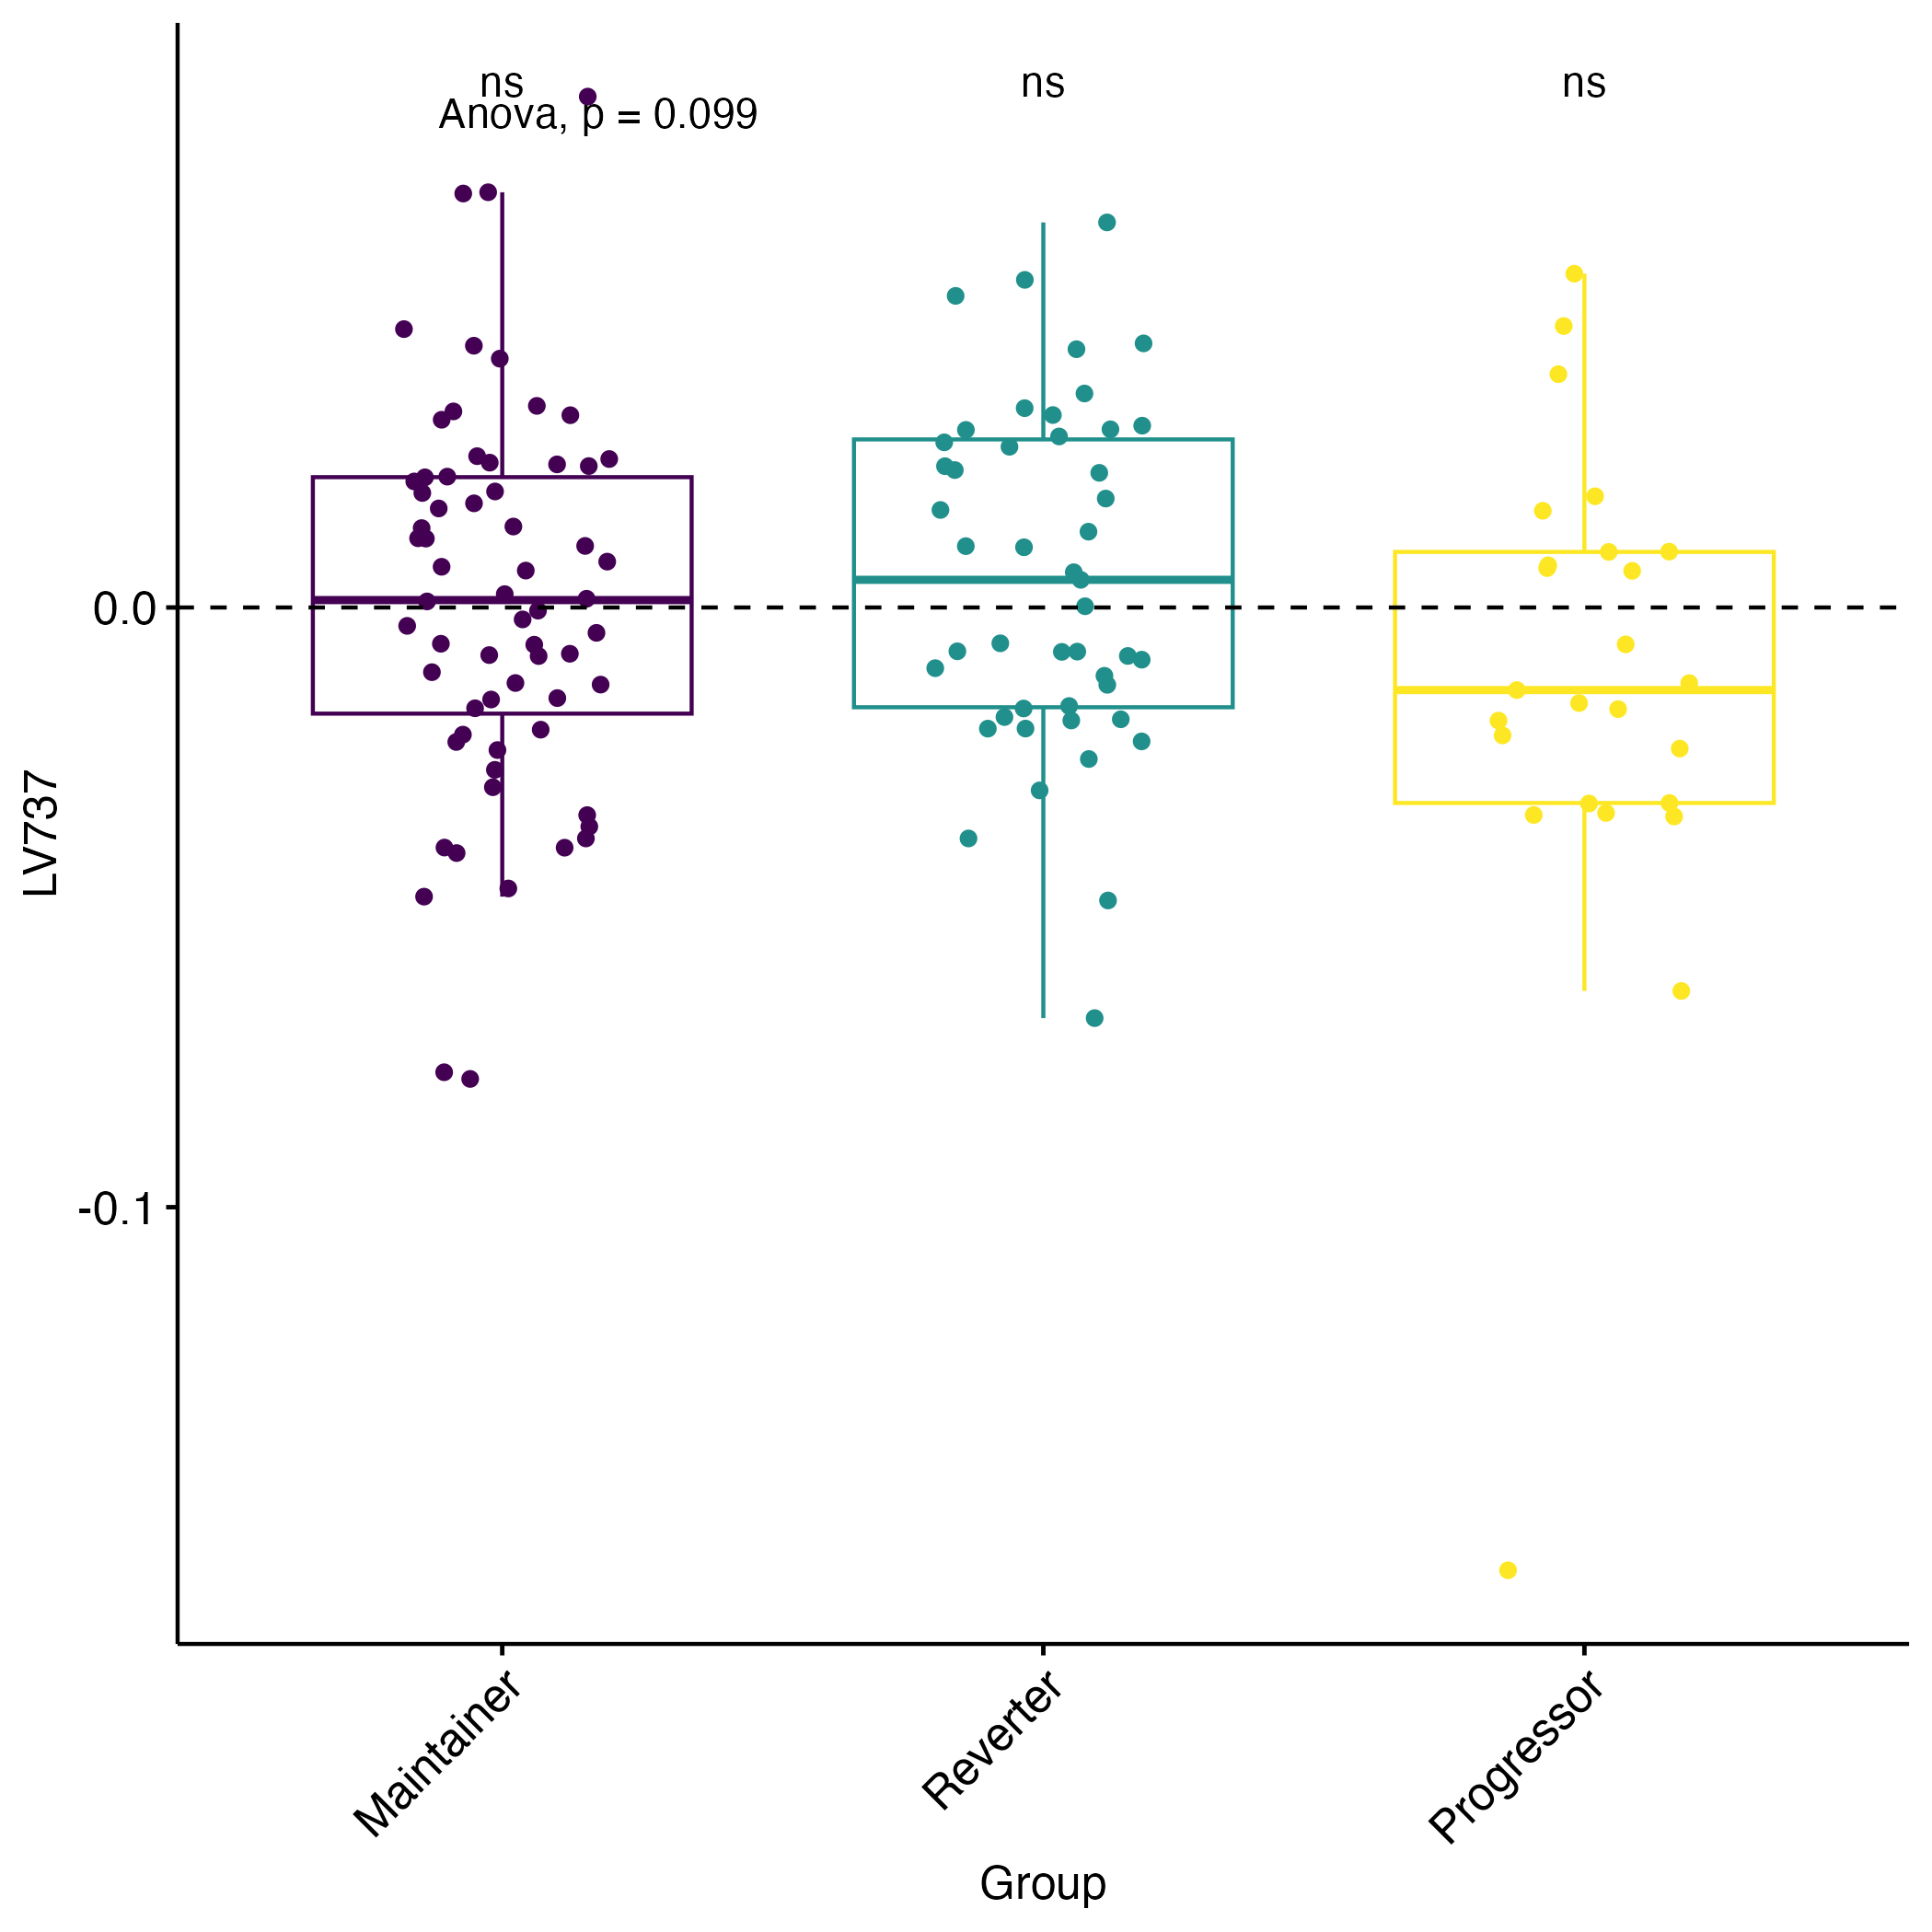 ns
ns
ns
Anova, p = 0.099
0.0
-0.1
LV737
Maintainer
Reverter
Progressor
Group